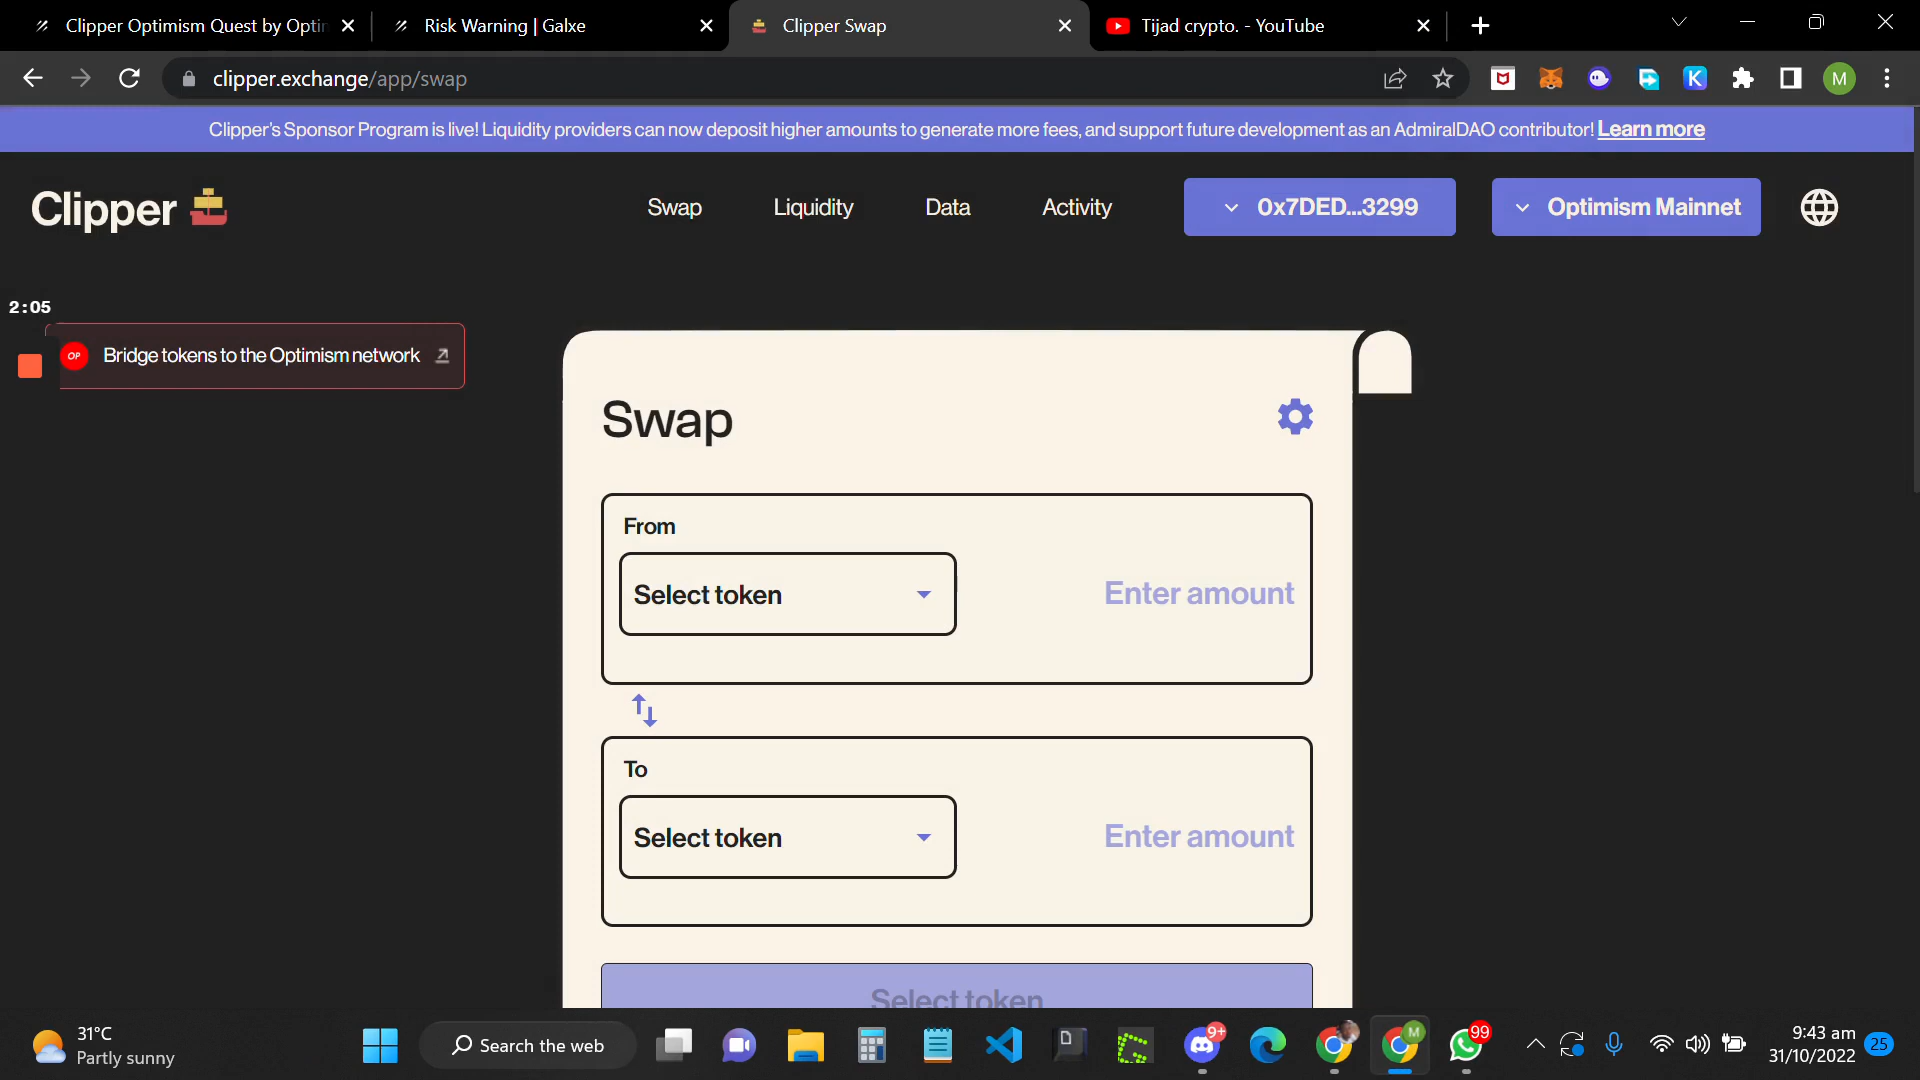 Clipper Optimism Quest by Optin
Risk Warning | Galxe
Clipper Swap
Tijad crypto. - YouTube
clipper.exchange/app/swap
M
Clipper's Sponsor Program is live! Liquidity providers can now deposit higher amounts to generate more fees, and support future development as an AdmiralDAO contributor! Learn more
Clipper
Swap
Liquidity
Data
Activity
0x7DED...3299
Optimism Mainnet
2:05
OP
Bridge tokens to the Optimism network
Swap
From
Select token
Enter amount
To
Select token
Enter amount
Select token
31°C
Partly sunny
Search the web
9+
M
99
9:43 am
31/10/2022
25